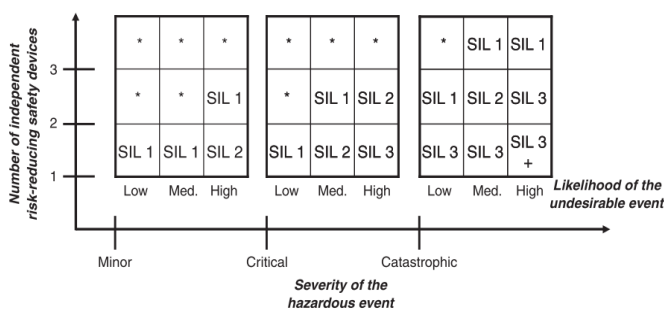 Number of independent
risk-reducing safety devices
3
2
1
* * *
* * SIL 1
SIL 1 SIL 1 SIL 2
Low Med. High
* * *
* SIL 1 SIL 2
SIL 1 SIL 2 SIL 3
Low Med. High
* SIL 1 SIL 1
SIL 1 SIL 2 SIL 3
SIL 3 SIL 3 SIL 3
+
Low Med. High
Likelihood of the
undesirable event
Minor
Critical
Catastrophic
Severity of the
hazardous event